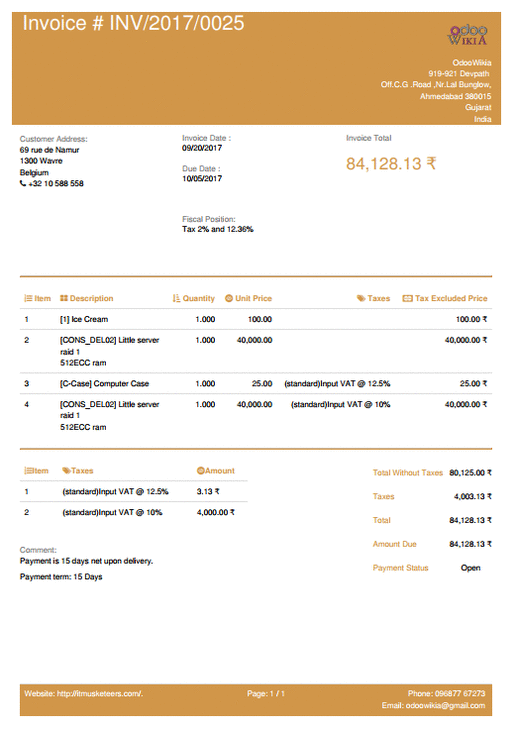 Invoice # INV/2017/0025
odoo
WIKIA
OdooWikia
919-921 Devpath
Off.C.G .Road ,Nr.Lal Bunglow,
Ahmedabad 380015
Gujarat
India
Customer Address:
69 rue de Namur
1300 Wavre
Belgium
+32 10 588 558
Invoice Date :
09/20/2017
Due Date :
10/05/2017
Fiscal Position:
Tax 2% and 12.36%
Invoice Total
84,128.13 ₹
Item Description Quantity Unit Price Taxes Tax Excluded Price
1 [1] Ice Cream 1.000 100.00 100.00 ₹
2 [CONS_DEL02] Little server 1.000 40,000.00 40,000.00 ₹
raid 1
512ECC ram
3 [C-Case] Computer Case 1.000 25.00 (standard)Input VAT @ 12.5% 25.00 ₹
4 [CONS_DEL02] Little server 1.000 40,000.00 (standard)Input VAT @ 10% 40,000.00 ₹
raid 1
512ECC ram
Item Taxes Amount
1 (standard)Input VAT @ 12.5% 3.13 ₹
2 (standard)Input VAT @ 10% 4,000.00 ₹
Total Without Taxes 80,125.00 ₹
Taxes 4,003.13 ₹
Total 84,128.13 ₹
Amount Due 84,128.13 ₹
Payment Status Open
Comment:
Payment is 15 days net upon delivery.
Payment term: 15 Days
Website: http://itmusketeers.com/. Page: 1 / 1 Phone: 096877 67273
Email: odoowikia@gmail.com